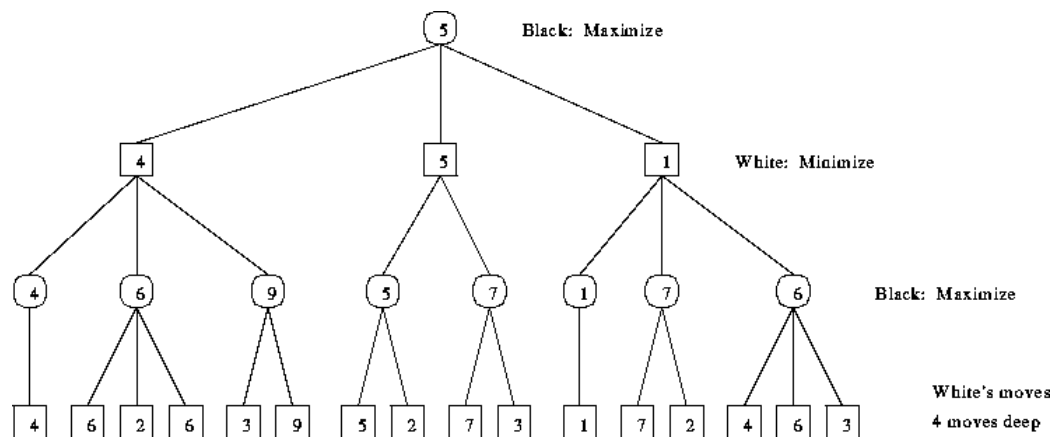 5 Black: Maximize
4 5 1 White: Minimize
4 6 9 5 7 1 7 6 Black: Maximize
White's moves
4 6 2 6 3 9 5 2 7 3 1 7 2 4 6 3 4 moves deep